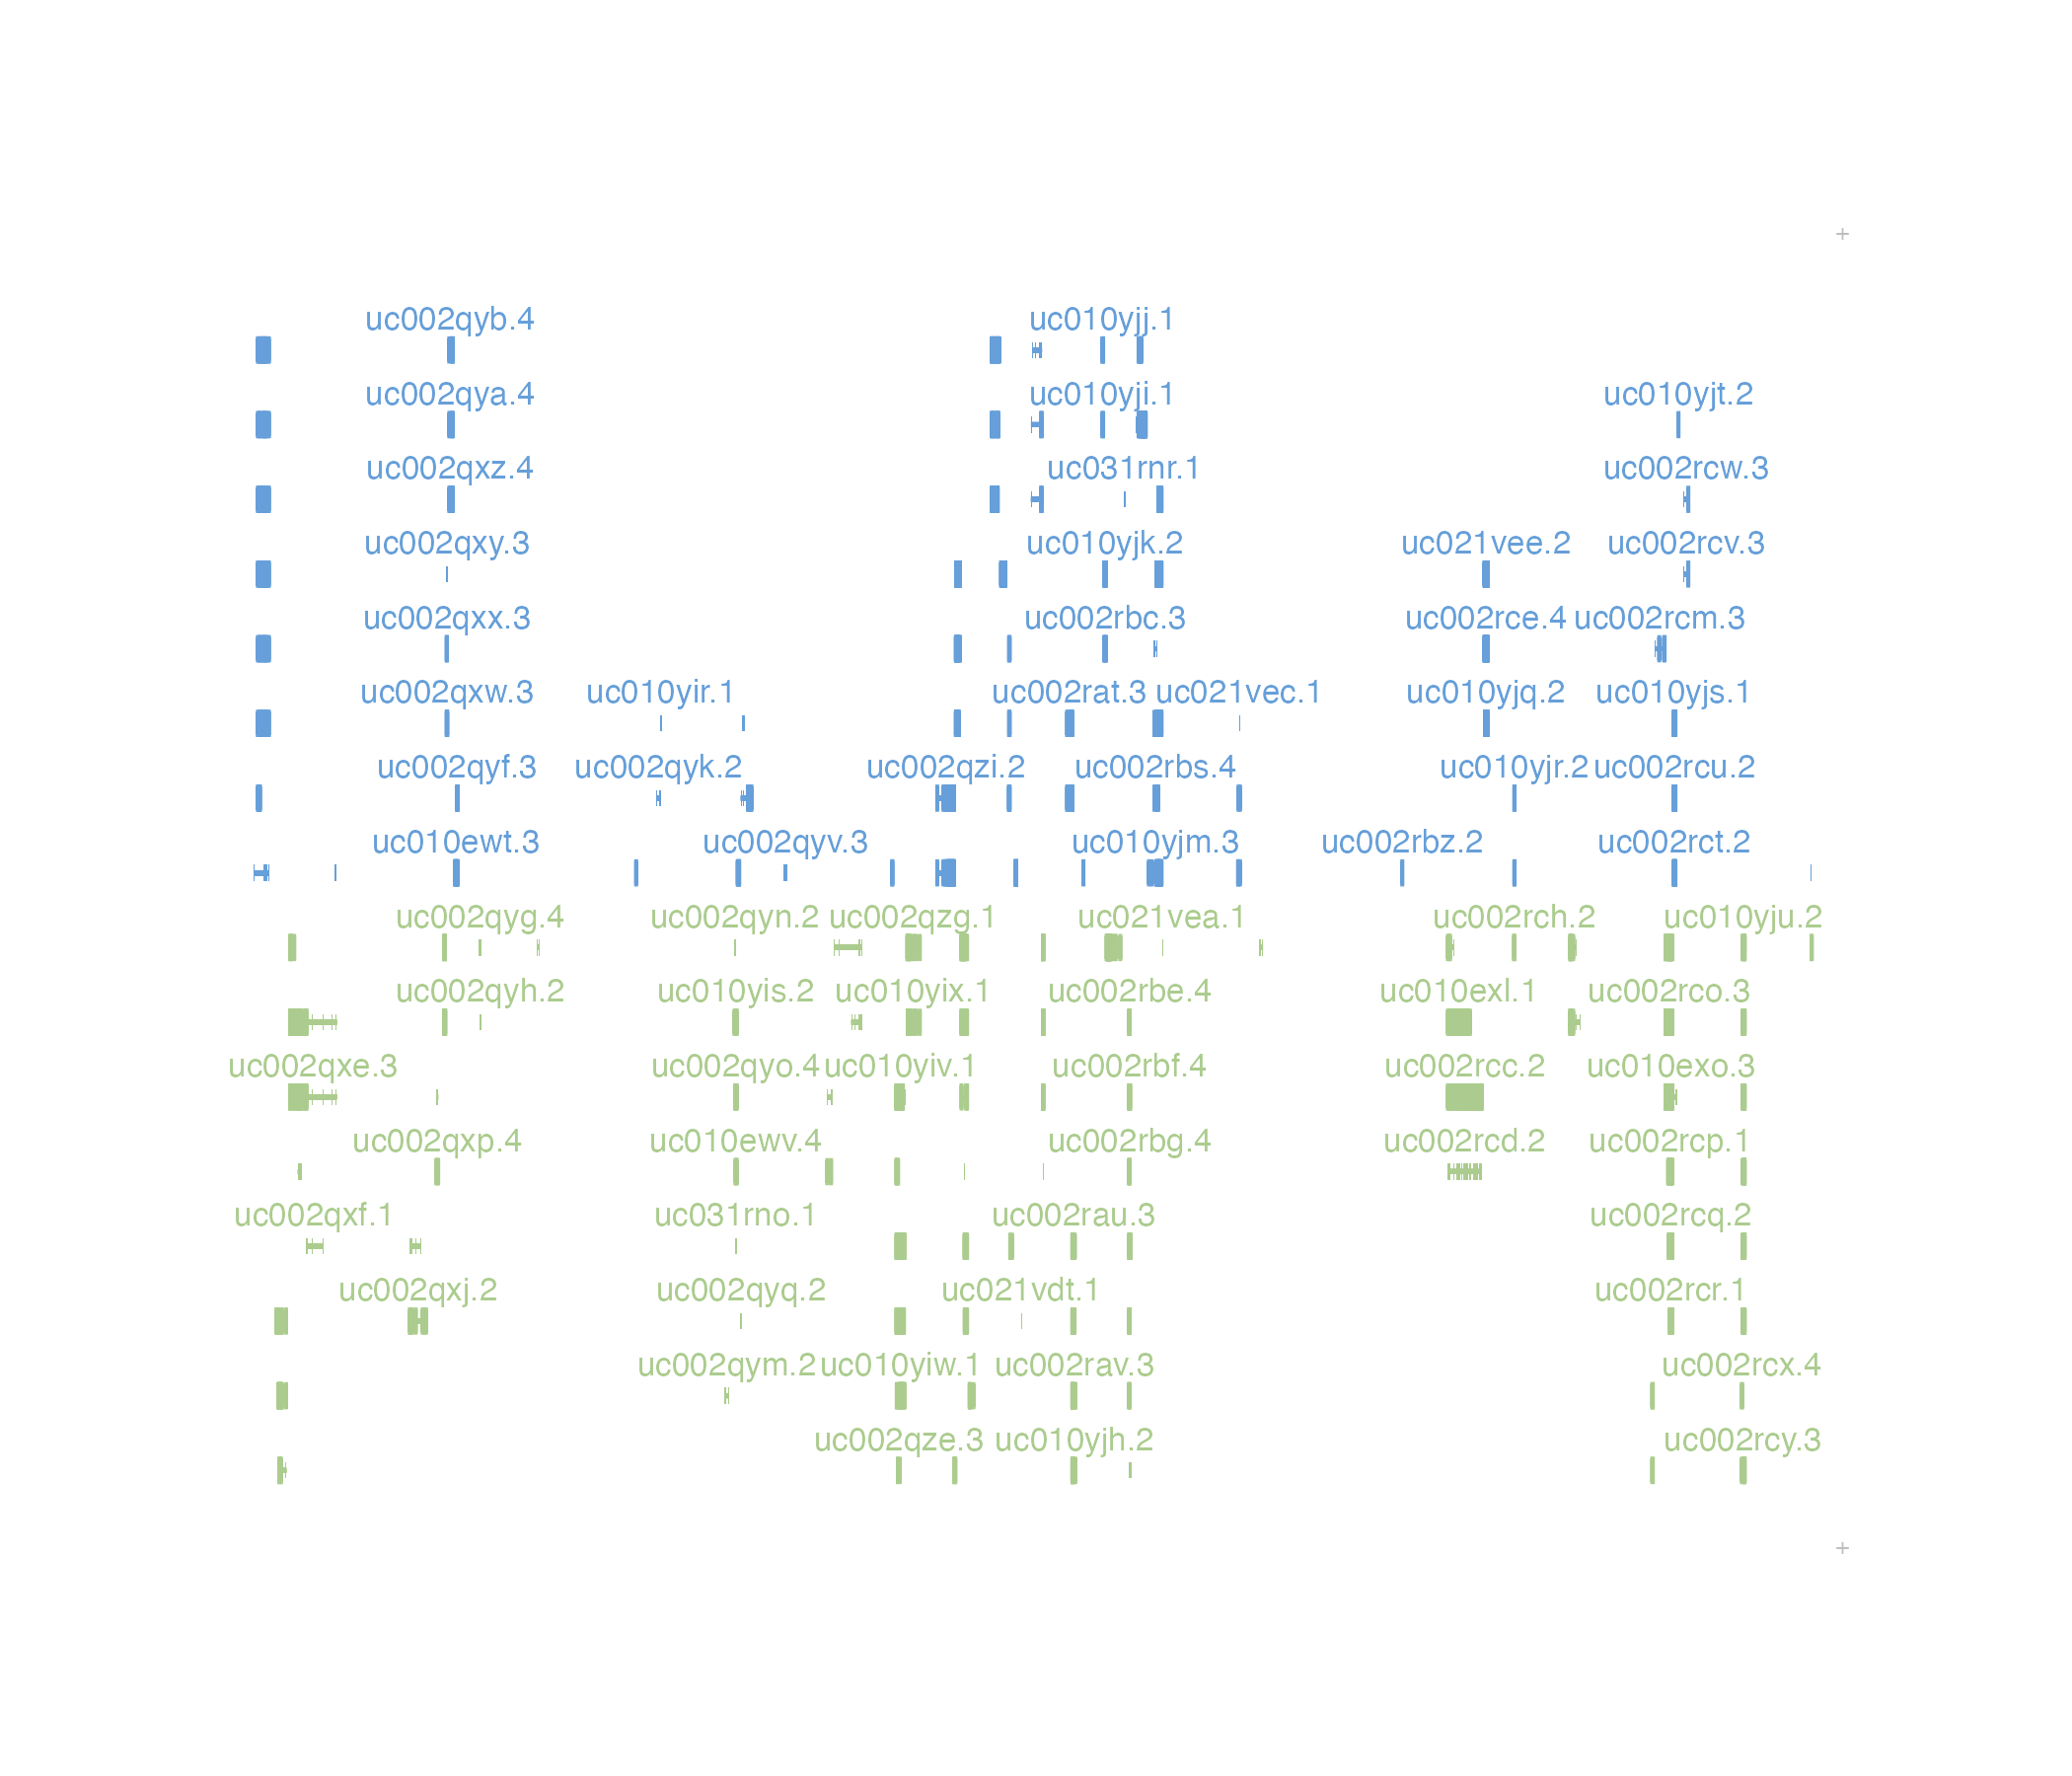 uc002qyb.4 uc010yjj.1
uc002qya.4 uc010yji.1 uc010yjt.2
uc002qxz.4 uc031rnr.1 uc002rcw.3
uc002qxy.3 uc010yjk.2 uc021vee.2 uc002rcv.3
uc002qxx.3 uc002rbc.3 uc002rce.4 uc002rcm.3
uc002qxw.3 uc010yir.1 uc002rat.3 uc021vec.1 uc010yjq.2 uc010yjs.1
uc002qyf.3 uc002qyk.2 uc002qzi.2 uc002rbs.4 uc010yjr.2 uc002rcu.2
uc010ewt.3 uc002qyv.3 uc010yjm.3 uc002rbz.2 uc002rct.2
uc002qyg.4 uc002qyn.2 uc002qzg.1 uc021vea.1 uc002rch.2 uc010yju.2
uc002qyh.2 uc010yis.2 uc010yix.1 uc002rbe.4 uc010exl.1 uc002rco.3
uc002qxe.3 uc002qyo.4 uc010yiv.1 uc002rbf.4 uc002rcc.2 uc010exo.3
uc002qxp.4 uc010ewv.4 uc002rbg.4 uc002rcd.2 uc002rcp.1
uc002qxf.1 uc031rno.1 uc002rau.3 uc002rcq.2
uc002qxj.2 uc002qyq.2 uc021vdt.1 uc002rcr.1
uc002qym.2 uc010yiw.1 uc002rav.3 uc002rcx.4
uc002qze.3 uc010yjh.2 uc002rcy.3